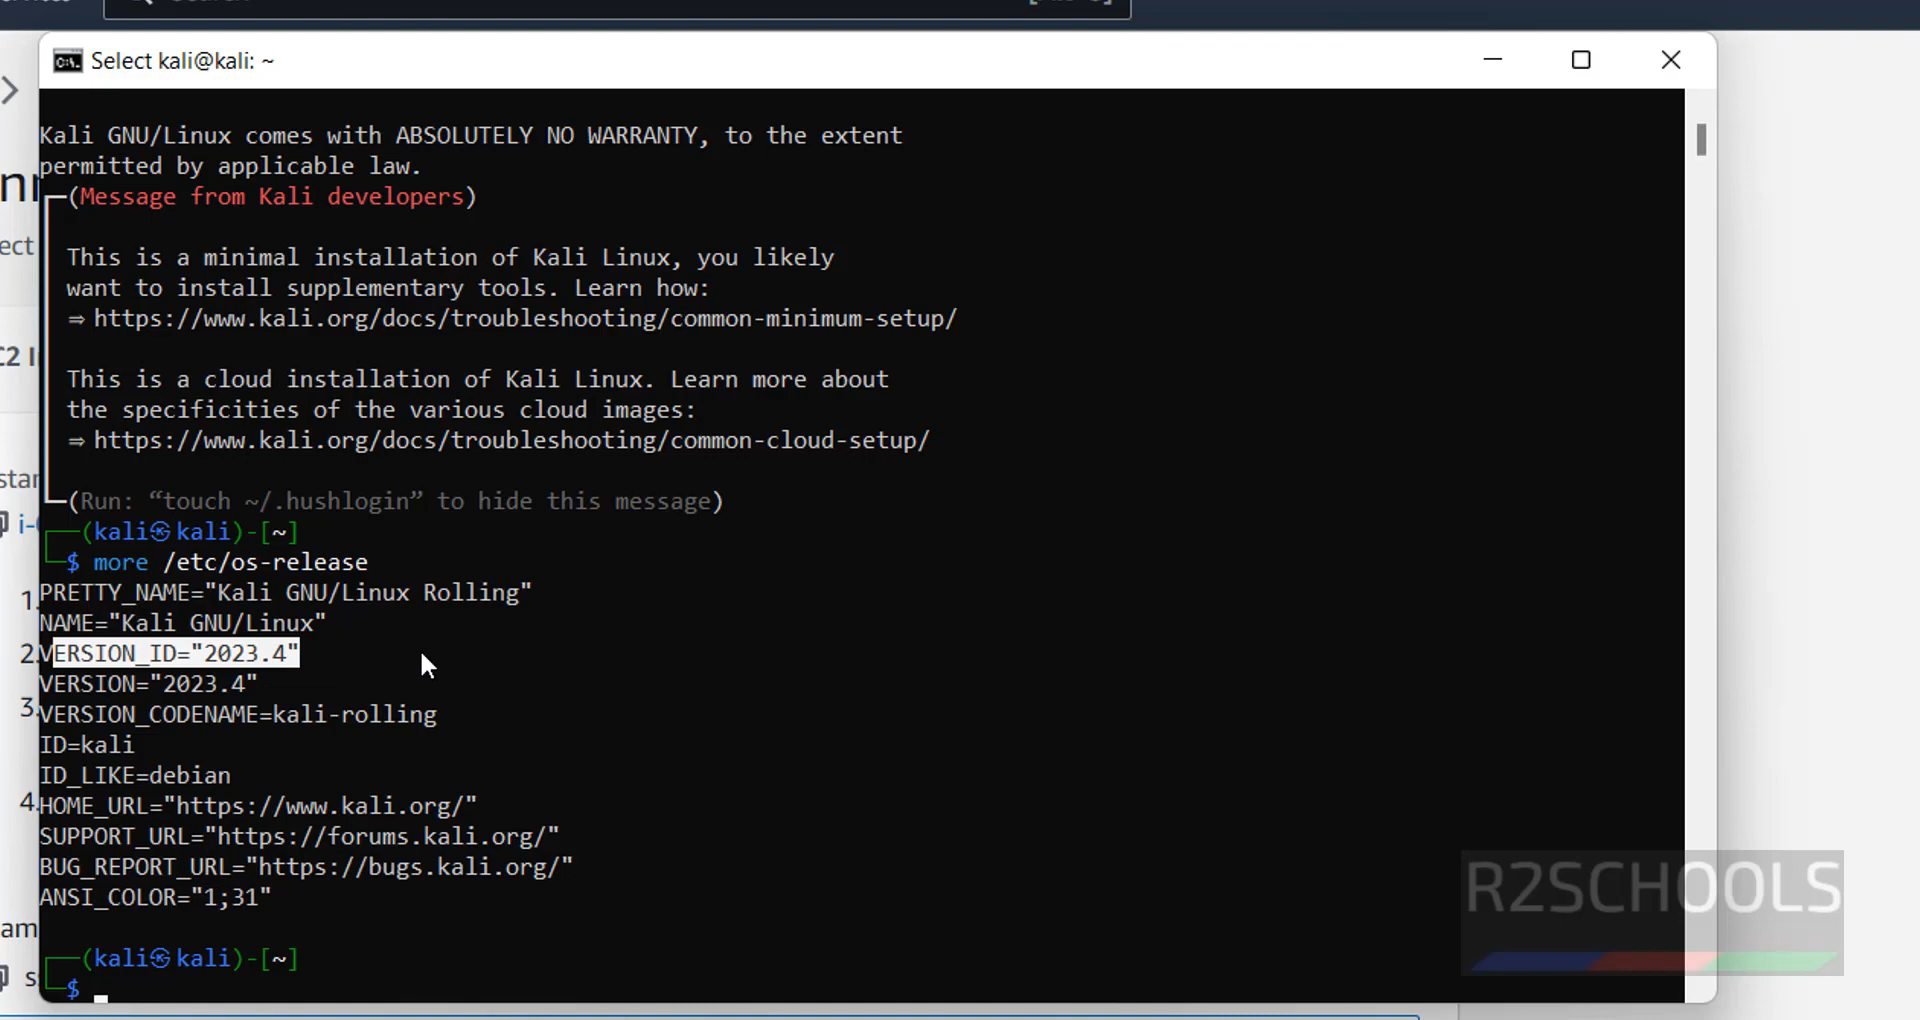 Select kali@kali: ~
Kali GNU/Linux comes with ABSOLUTELY NO WARRANTY, to the extent
permitted by applicable law.
(Message from Kali developers)
This is a minimal installation of Kali Linux, you likely
want to install supplementary tools. Learn how:
⇒ https://www.kali.org/docs/troubleshooting/common-minimum-setup/
This is a cloud installation of Kali Linux. Learn more about
the specificities of the various cloud images:
⇒ https://www.kali.org/docs/troubleshooting/common-cloud-setup/
(Run: “touch ~/.hushlogin” to hide this message)
(kali㉿kali)-[~]
$ more /etc/os-release
PRETTY_NAME="Kali GNU/Linux Rolling"
NAME="Kali GNU/Linux"
VERSION_ID="2023.4"
VERSION="2023.4"
VERSION_CODENAME=kali-rolling
ID=kali
ID_LIKE=debian
HOME_URL="https://www.kali.org/"
SUPPORT_URL="https://forums.kali.org/"
BUG_REPORT_URL="https://bugs.kali.org/"
ANSI_COLOR="1;31"
(kali㉿kali)-[~]
$
1.
2.
3.
4.
R2SCHOOLS